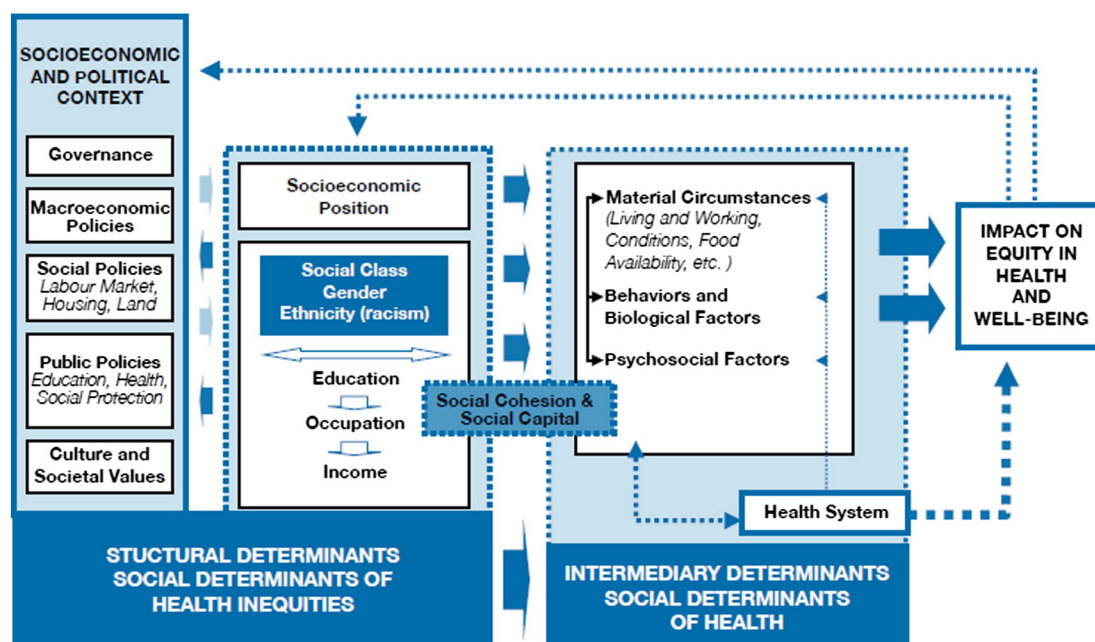 SOCIOECONOMIC
AND POLITICAL
CONTEXT
Governance
Macroeconomic
Policies
Social Policies
Labour Market,
Housing, Land
Public Policies
Education, Health,
Social Protection
Culture and
Societal Values
Socioeconomic
Position
Social Class
Gender
Ethnicity (racism)
Education
Occupation
Income
Social Cohesion &
Social Capital
Material Circumstances
(Living and Working,
Conditions, Food
Availability, etc. )
Behaviors and
Biological Factors
Psychosocial Factors
Health System
IMPACT ON
EQUITY IN
HEALTH
AND
WELL-BEING
STUCTURAL DETERMINANTS
SOCIAL DETERMINANTS OF
HEALTH INEQUITIES
INTERMEDIARY DETERMINANTS
SOCIAL DETERMINANTS
OF HEALTH